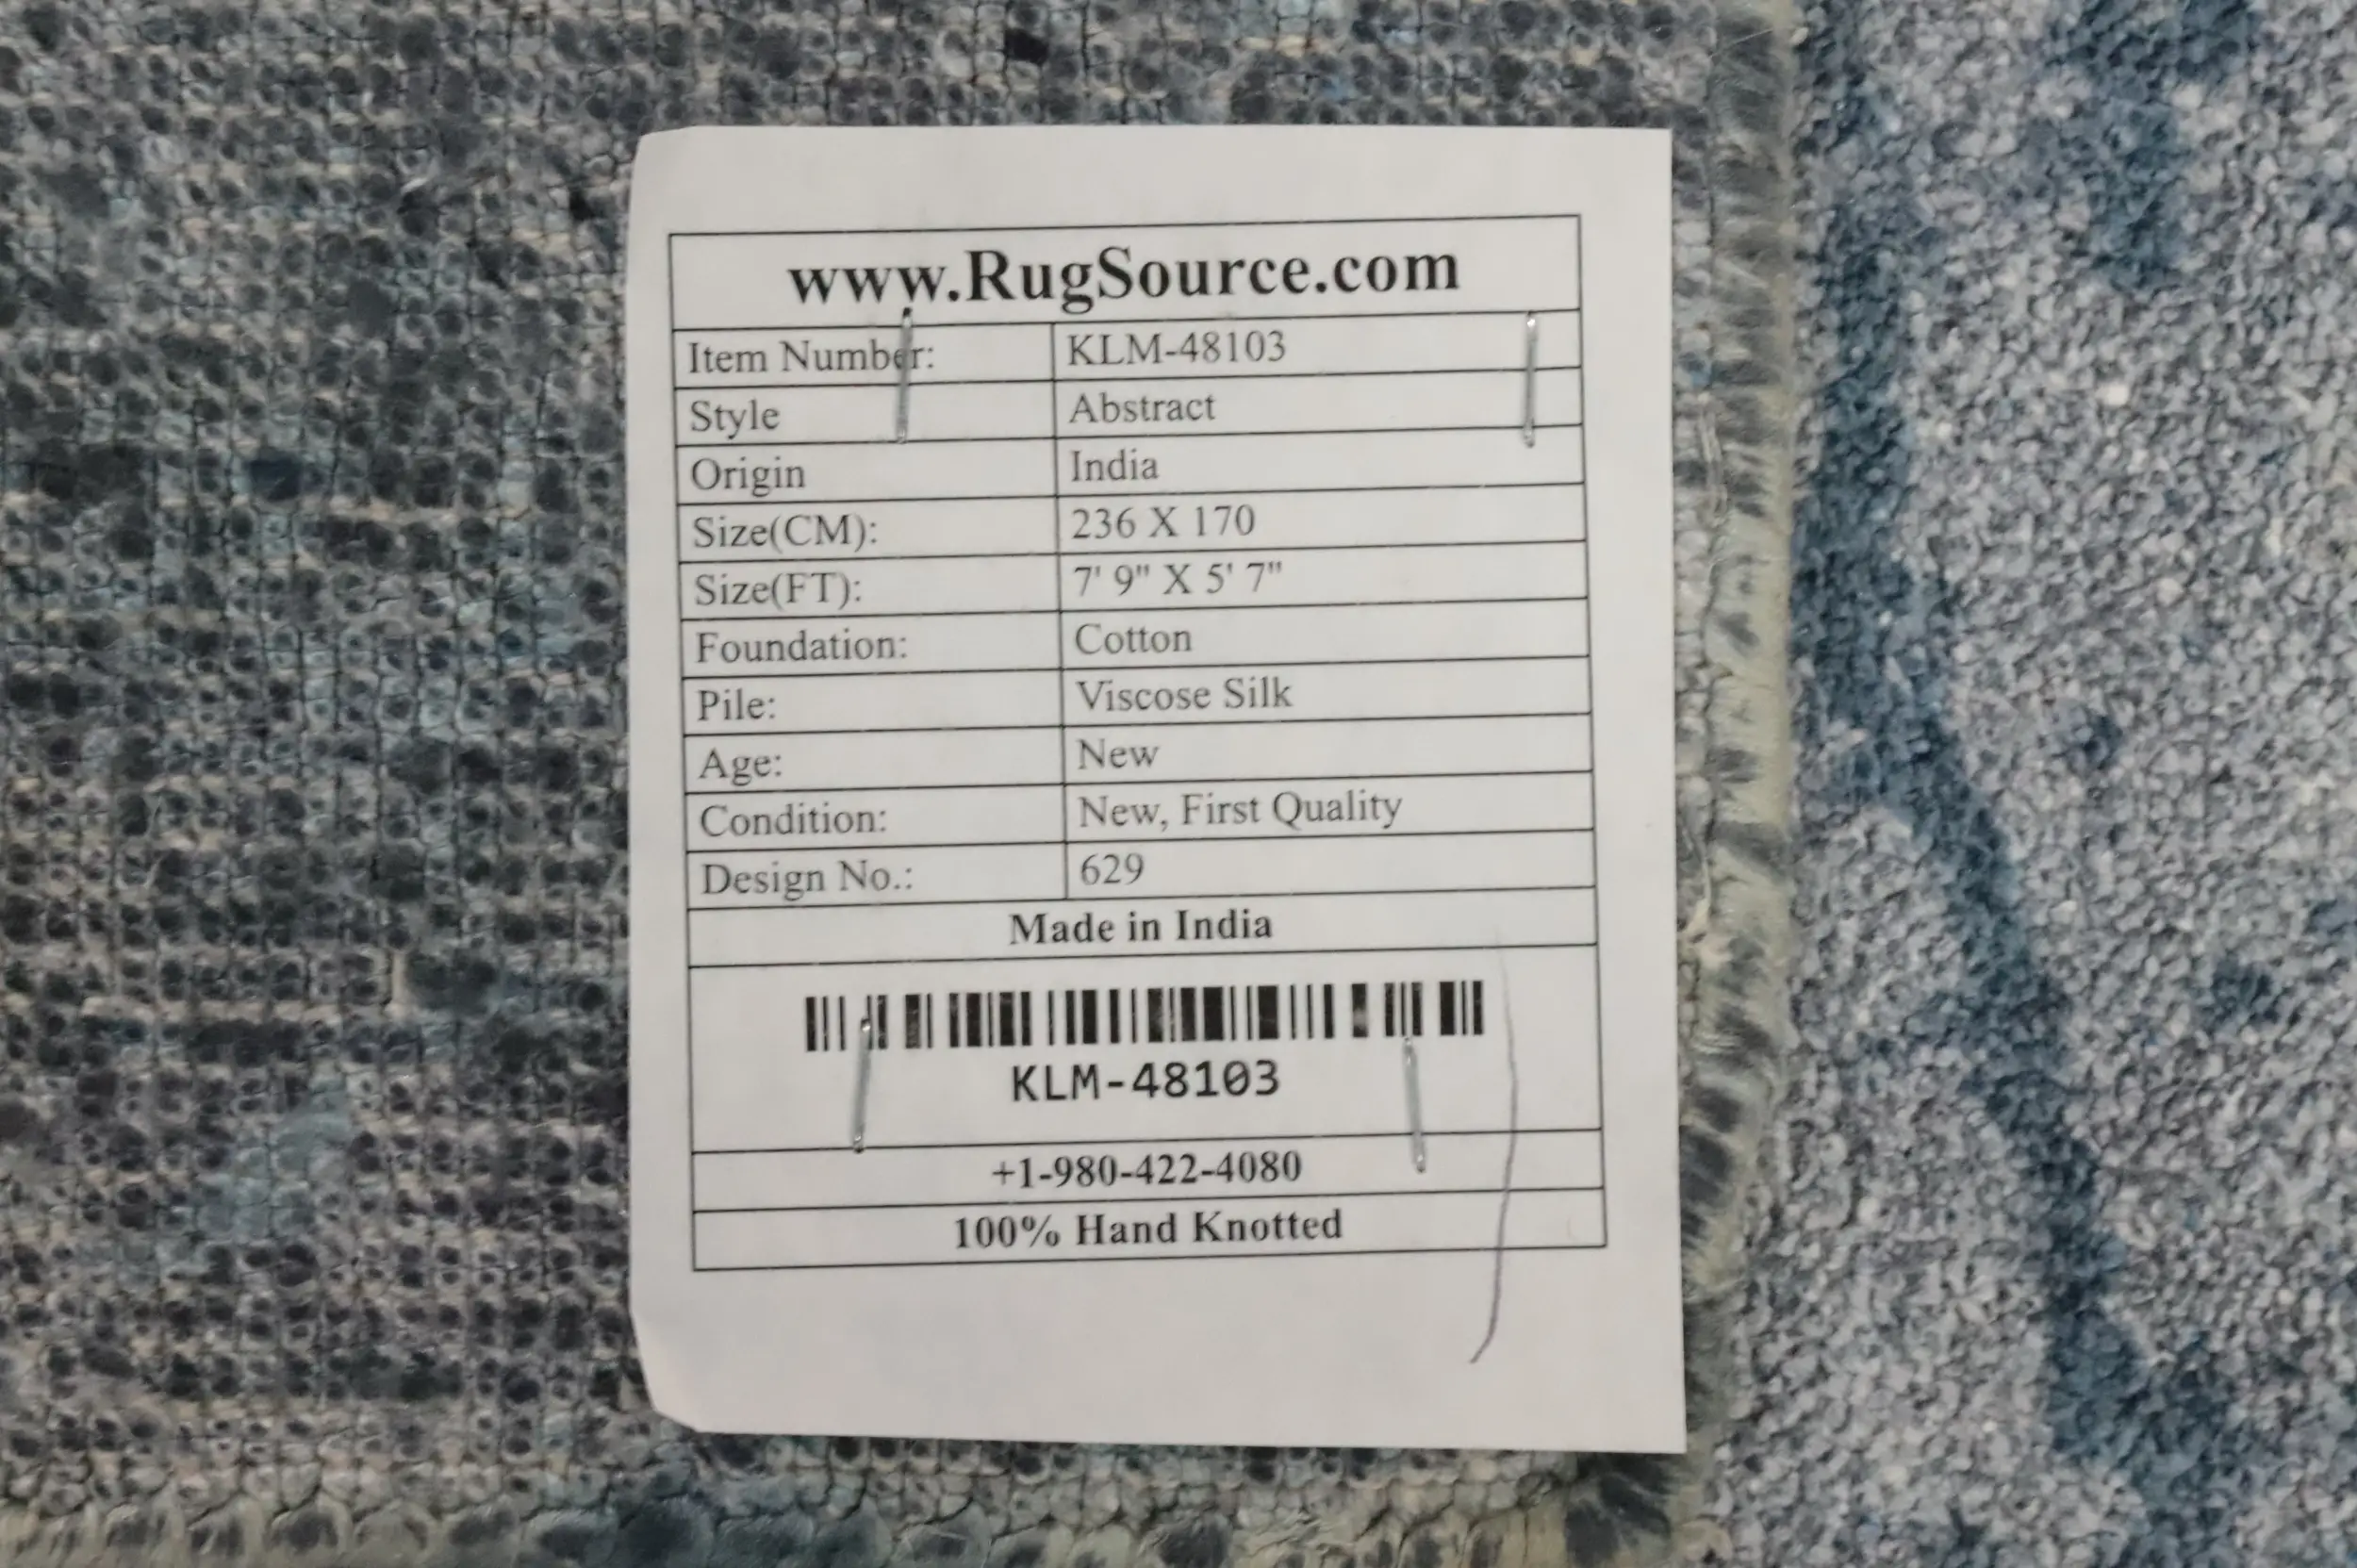 www.RugSource.com
Item Number: KLM-48103
Style Abstract
Origin India
Size(CM): 236 X 170
Size(FT): 7' 9" X 5' 7"
Foundation: Cotton
Pile: Viscose Silk
Age: New
Condition: New, First Quality
Design No.: 629
Made in India
KLM-48103
+1-980-422-4080
100% Hand Knotted